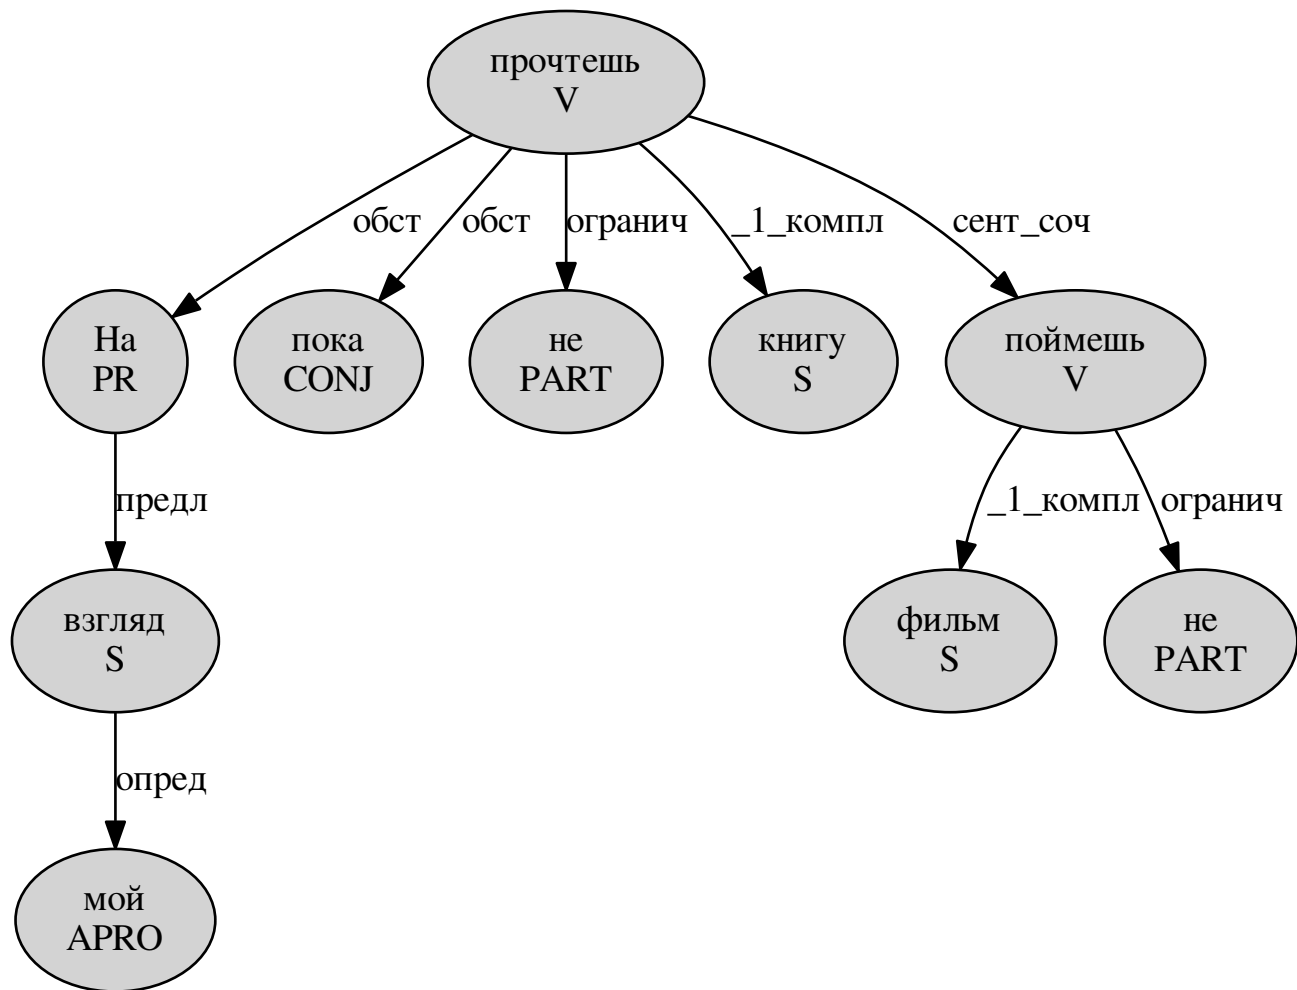 прочтешь
V
обст
обст
огранич
_1_компл
сент_соч
На
PR
пока
CONJ
не
PART
книгу
S
поймешь
V
предл
_1_компл
огранич
взгляд
S
фильм
S
не
PART
опред
мой
APRO